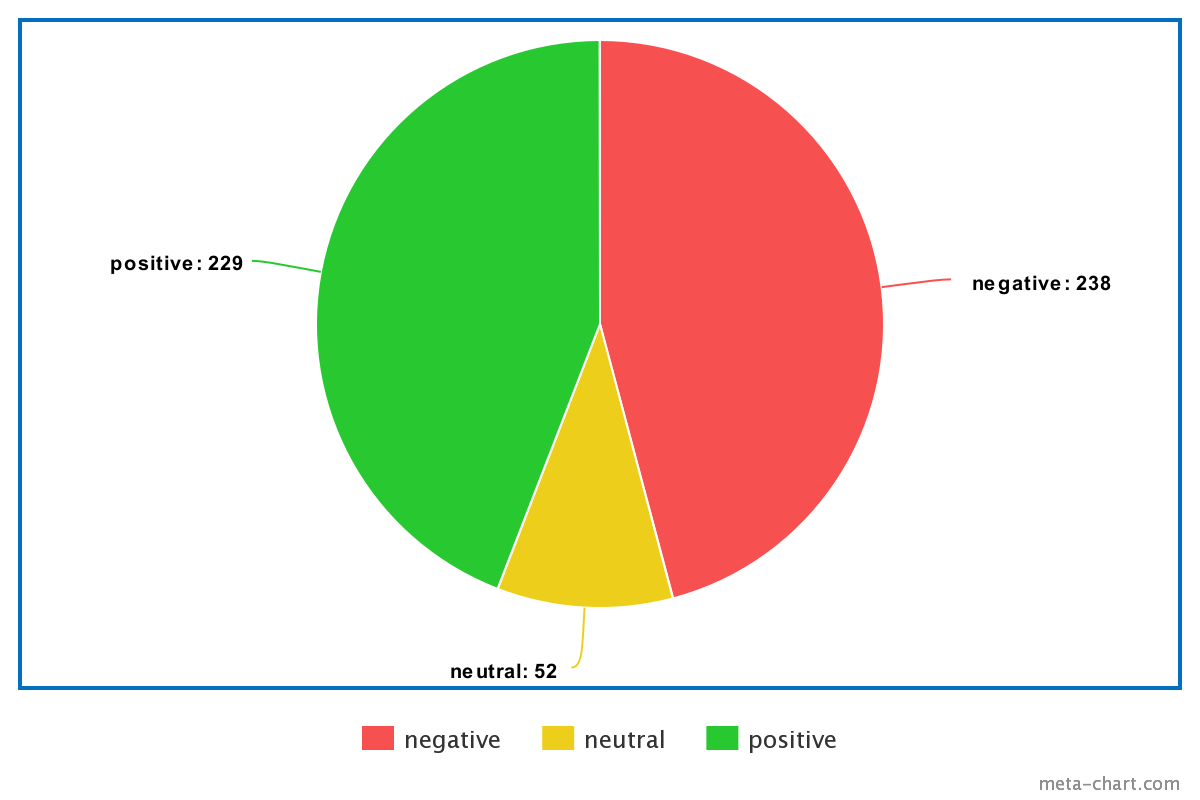 positive: 229
negative: 238
neutral: 52
negative neutral positive
meta-chart.com